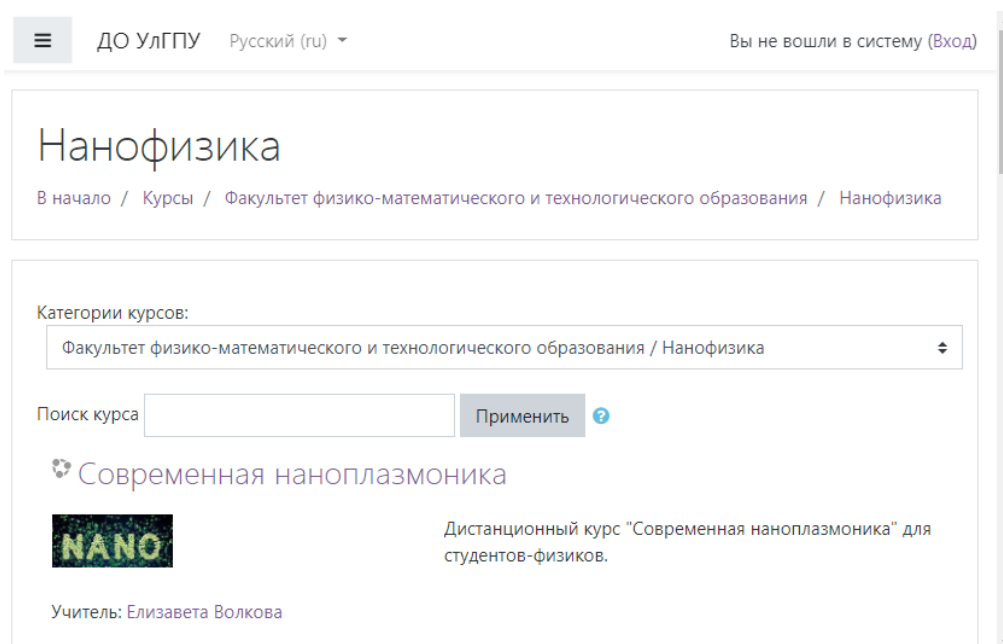 ДО УлГПУ Русский (ru) Вы не вошли в систему (Вход)
Нанофизика
В начало / Курсы / Факультет физико-математического и технологического образования / Нанофизика
Категории курсов:
Факультет физико-математического и технологического образования / Нанофизика
Поиск курса Применить ?
Современная наноплазмоника
NANO
Дистанционный курс "Современная наноплазмоника" для
студентов-физиков.
Учитель: Елизавета Волкова